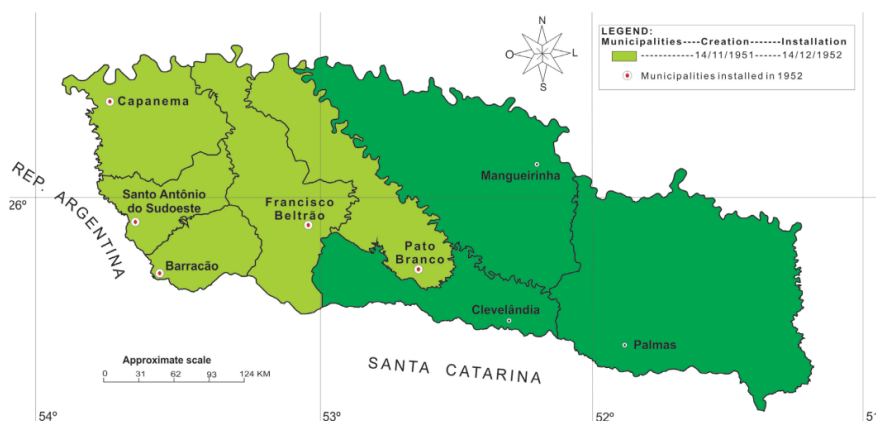 N
O
L
S
LEGEND:
Municipalities----Creation -------Installation
------------14/11/1951------14/12/1952
Municipalities installed in 1952
Capanema
REP. ARGENTINA
26°
Santo Antônio
do Sudoeste
Francisco
Beltrão
Mangueirinha
Pato
Branco
Barracão
Clevelândia
Palmas
Approximate scale
0 31 62 93 124 KM
SANTA CATARINA
54°
53°
52°
51